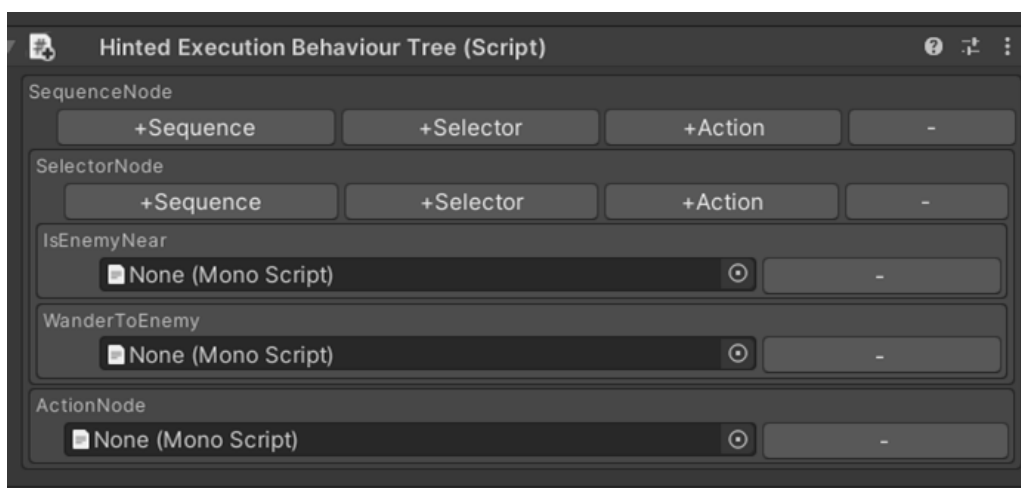 Hinted Execution Behaviour Tree (Script)
SequenceNode
+Sequence +Selector +Action -
SelectorNode
+Sequence +Selector +Action -
IsEnemyNear
None (Mono Script) -
WanderToEnemy
None (Mono Script) -
ActionNode
None (Mono Script) -